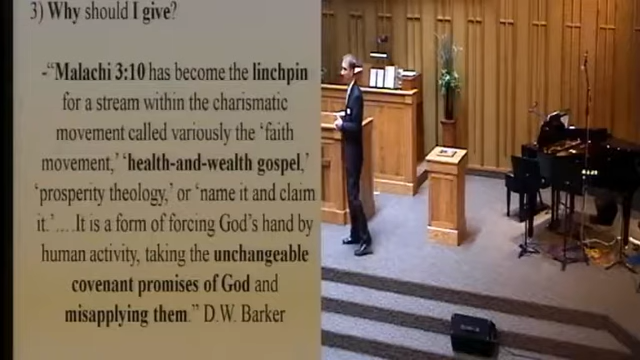 3) Why should I give?
-“Malachi 3:10 has become the linchpin
for a stream within the charismatic
movement called variously the ‘faith
movement,’ ‘health-and-wealth gospel,’
‘prosperity theology,’ or ‘name it and claim
it.’…. It is a form of forcing God’s hand by
human activity, taking the unchangeable
covenant promises of God and
misapplying them.” D.W. Barker